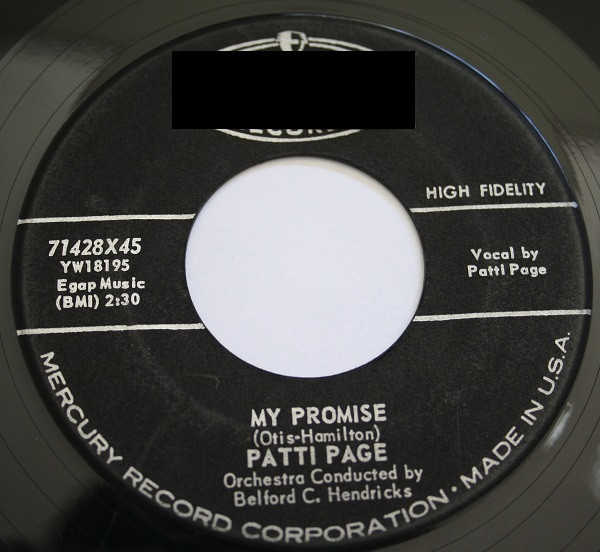 HIGH FIDELITY
71428X45
YW18195
Egap Music
(BMI) 2:30
Vocal by
Patti Page
MY PROMISE
(Otis-Hamilton)
PATTI PAGE
Orchestra Conducted by
Belford C. Hendricks
MERCURY RECORD CORPORATION • MADE IN U.S.A.